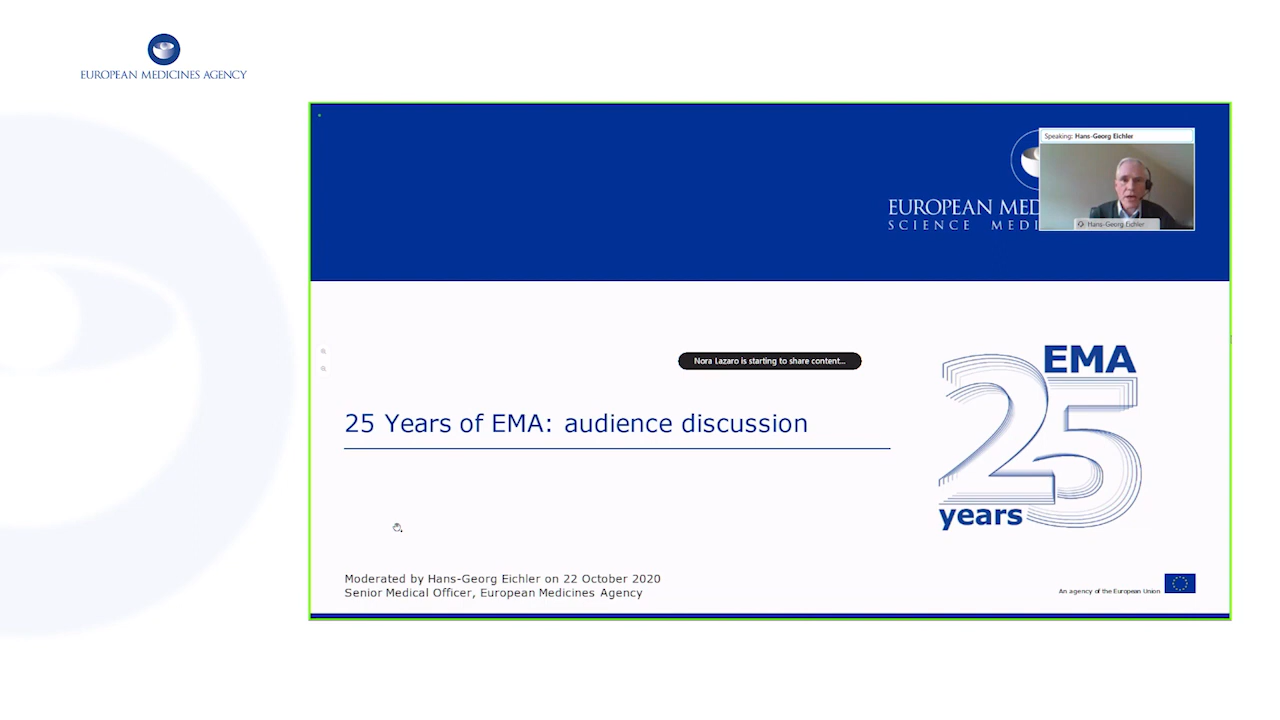 EUROPEAN MEDICINES AGENCY
Speaking: Hans-Georg Eichler
EUROPEAN MED
SCIENCE MEDI
Hans-Georg Eichler
EMA
25
years
Nora Lazaro is starting to share content...
25 Years of EMA: audience discussion
Moderated by Hans-Georg Eichler on 22 October 2020
Senior Medical Officer, European Medicines Agency
An agency of the European Union